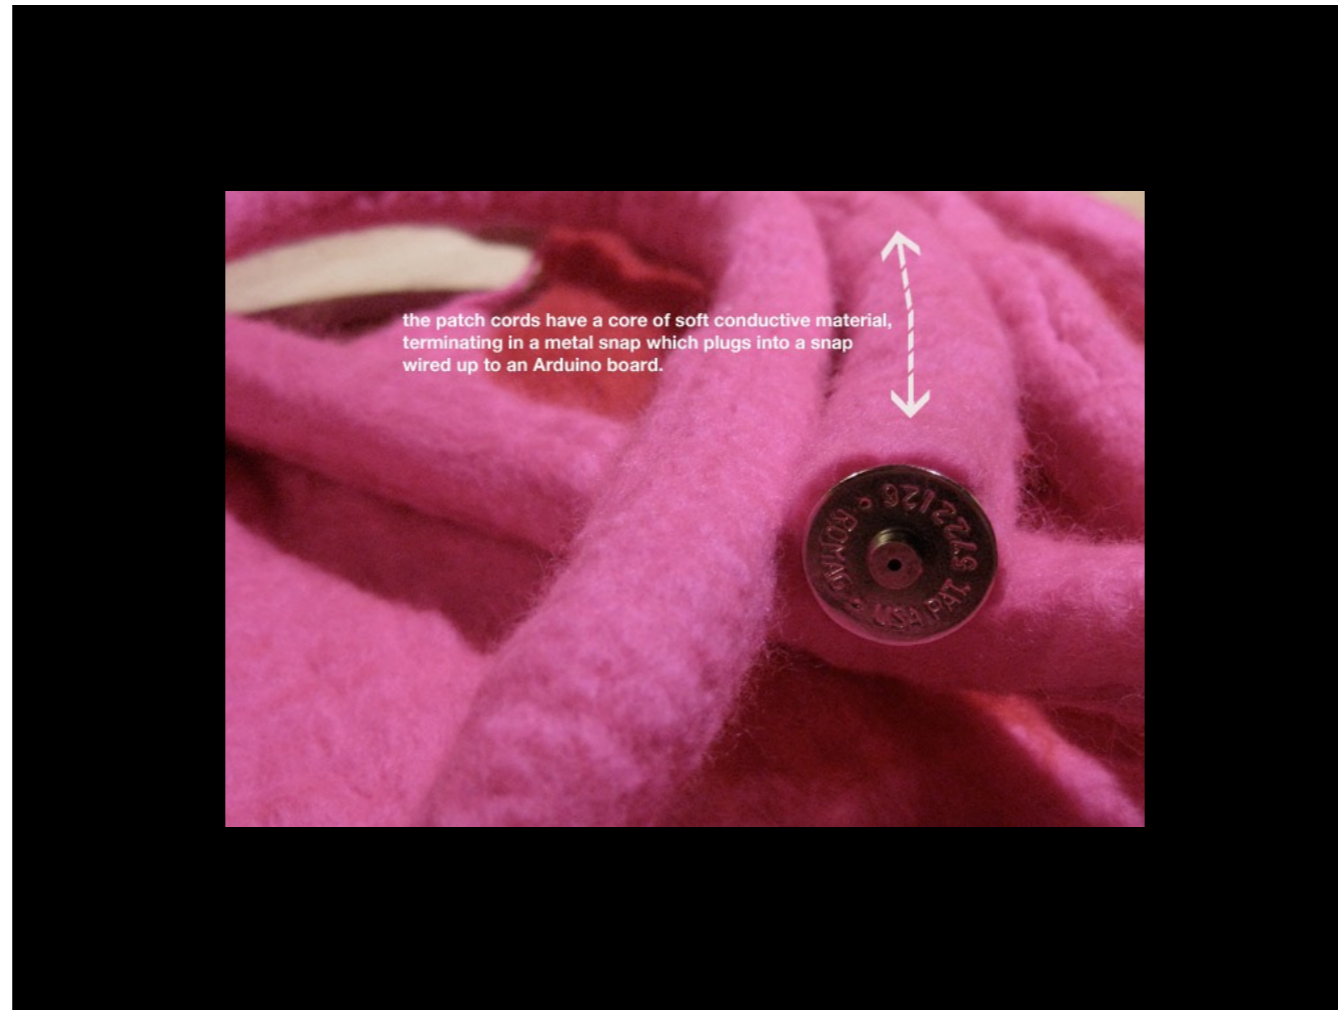 the patch cords have a core of soft conductive material,
terminating in a metal snap which plugs into a snap
wired up to an Arduino board.
ROMAG • USA PAT. 5722126 •